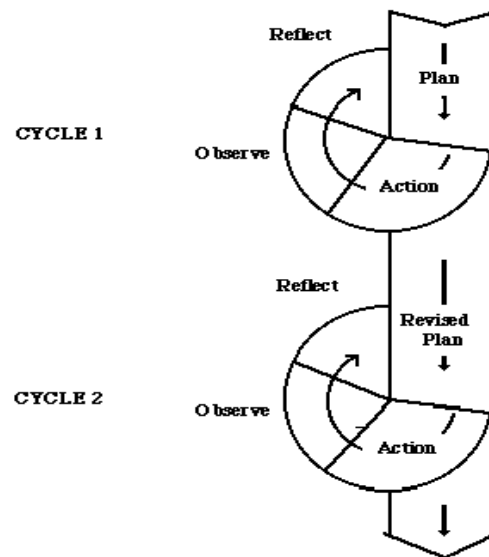 Reflect
Plan
CYCLE 1
Observe
Action
Reflect
Revised
Plan
CYCLE 2
Observe
Action